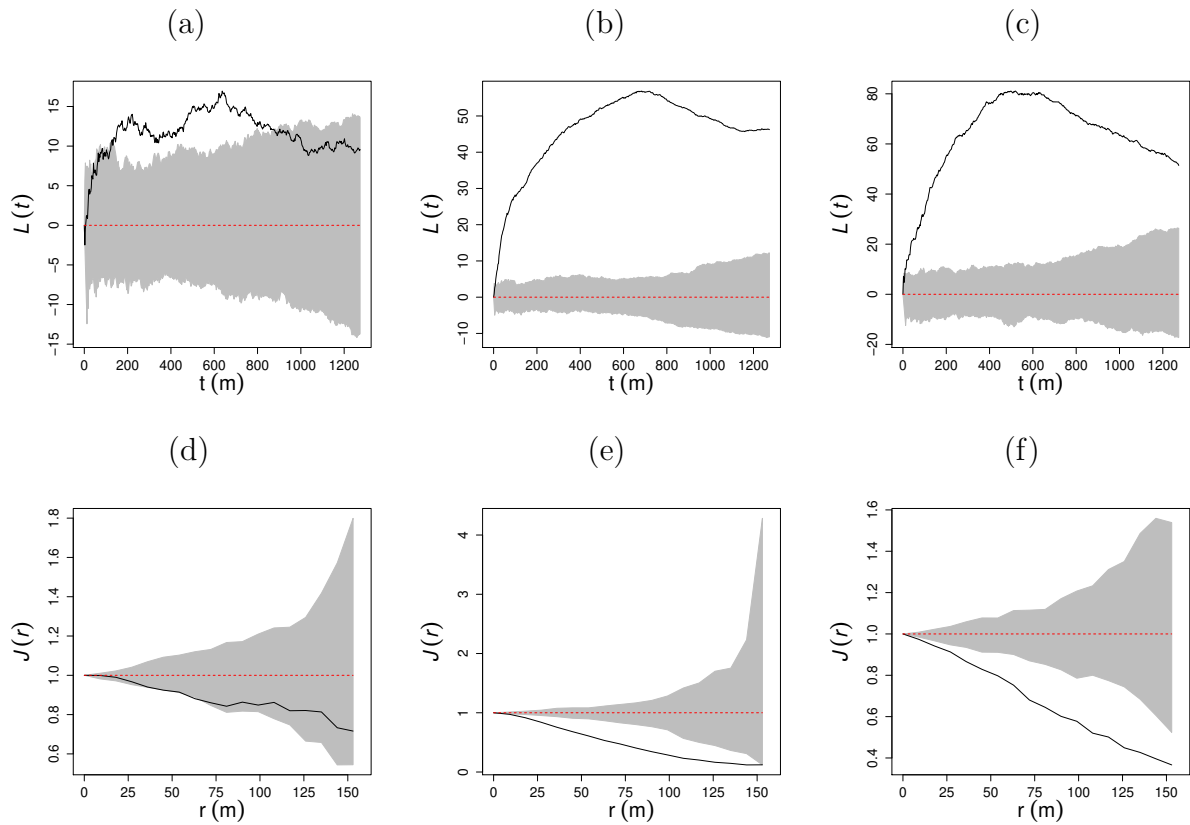 (a) (b) (c)
L(t) L(t) L(t)
15 10 5 0 −5 −10 −15
50 40 30 20 10 0 −10
80 60 40 20 0 −20
0 200 400 600 800 1000 1200 0 200 400 600 800 1000 1200 0 200 400 600 800 1000 1200
t (m) t (m) t (m)
(d) (e) (f)
J(r) J(r) J(r)
1.8 1.6 1.4 1.2 1.0 0.8 0.6
4 3 2 1 0
1.6 1.4 1.2 1.0 0.8 0.6 0.4
0 25 50 75 100 125 150 0 25 50 75 100 125 150 0 25 50 75 100 125 150
r (m) r (m) r (m)